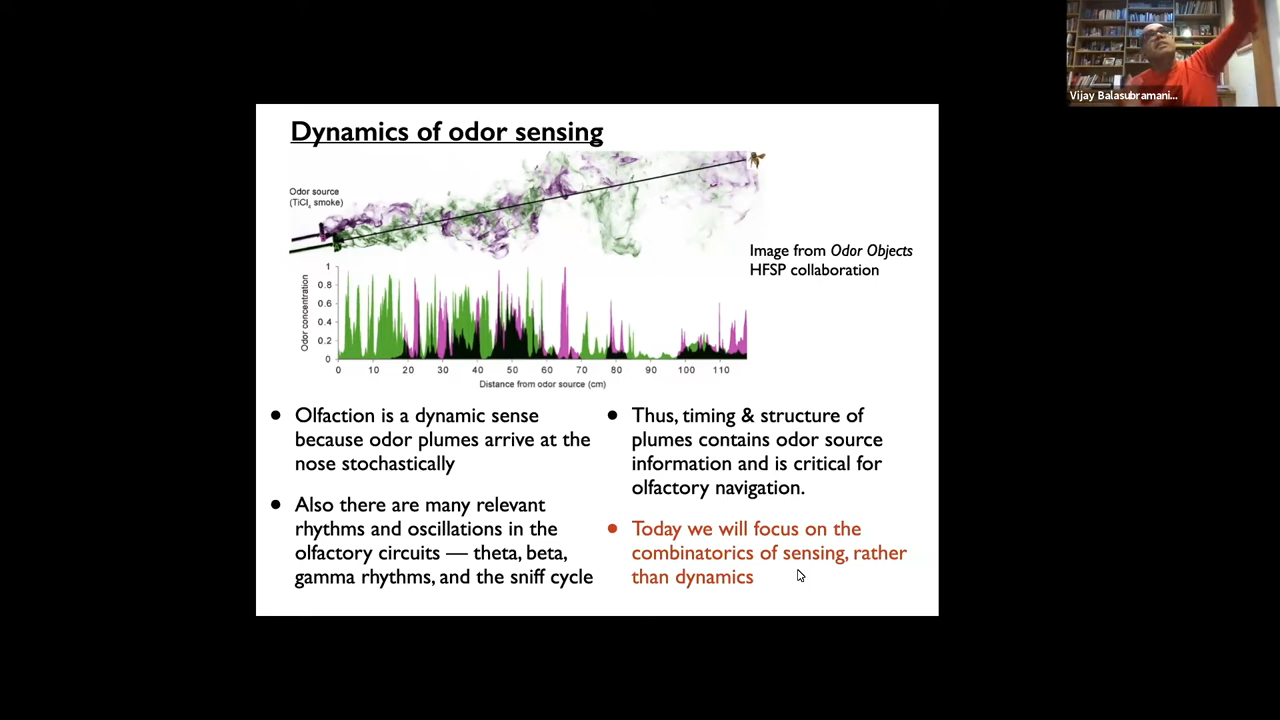 Vijay Balasubramani...
Dynamics of odor sensing
Odor source
(TiCl4 smoke)
Image from Odor Objects
HFSP collaboration
Odor concentration
1
0.8
0.6
0.4
0.2
0
0 10 20 30 40 50 60 70 80 90 100 110
Distance from odor source (cm)
• Olfaction is a dynamic sense
because odor plumes arrive at the
nose stochastically
• Also there are many relevant
rhythms and oscillations in the
olfactory circuits — theta, beta,
gamma rhythms, and the sniff cycle
• Thus, timing & structure of
plumes contains odor source
information and is critical for
olfactory navigation.
• Today we will focus on the
combinatorics of sensing, rather
than dynamics